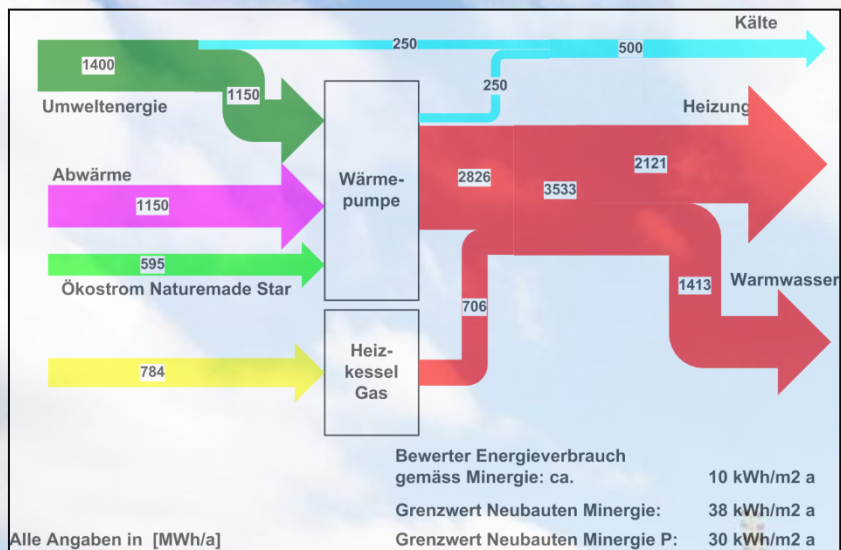 Kälte
250
500
1400
250
1150
Umweltenergie
Heizung
Abwärme
Wärme-
pumpe
2826
2121
3533
1150
595
Ökostrom Naturemade Star
1413
Warmwasser
706
Heiz-
kessel
Gas
784
Bewerter Energieverbrauch
gemäss Minergie: ca. 10 kWh/m2 a
Grenzwert Neubauten Minergie: 38 kWh/m2 a
Alle Angaben in [MWh/a]
Grenzwert Neubauten Minergie P: 30 kWh/m2 a